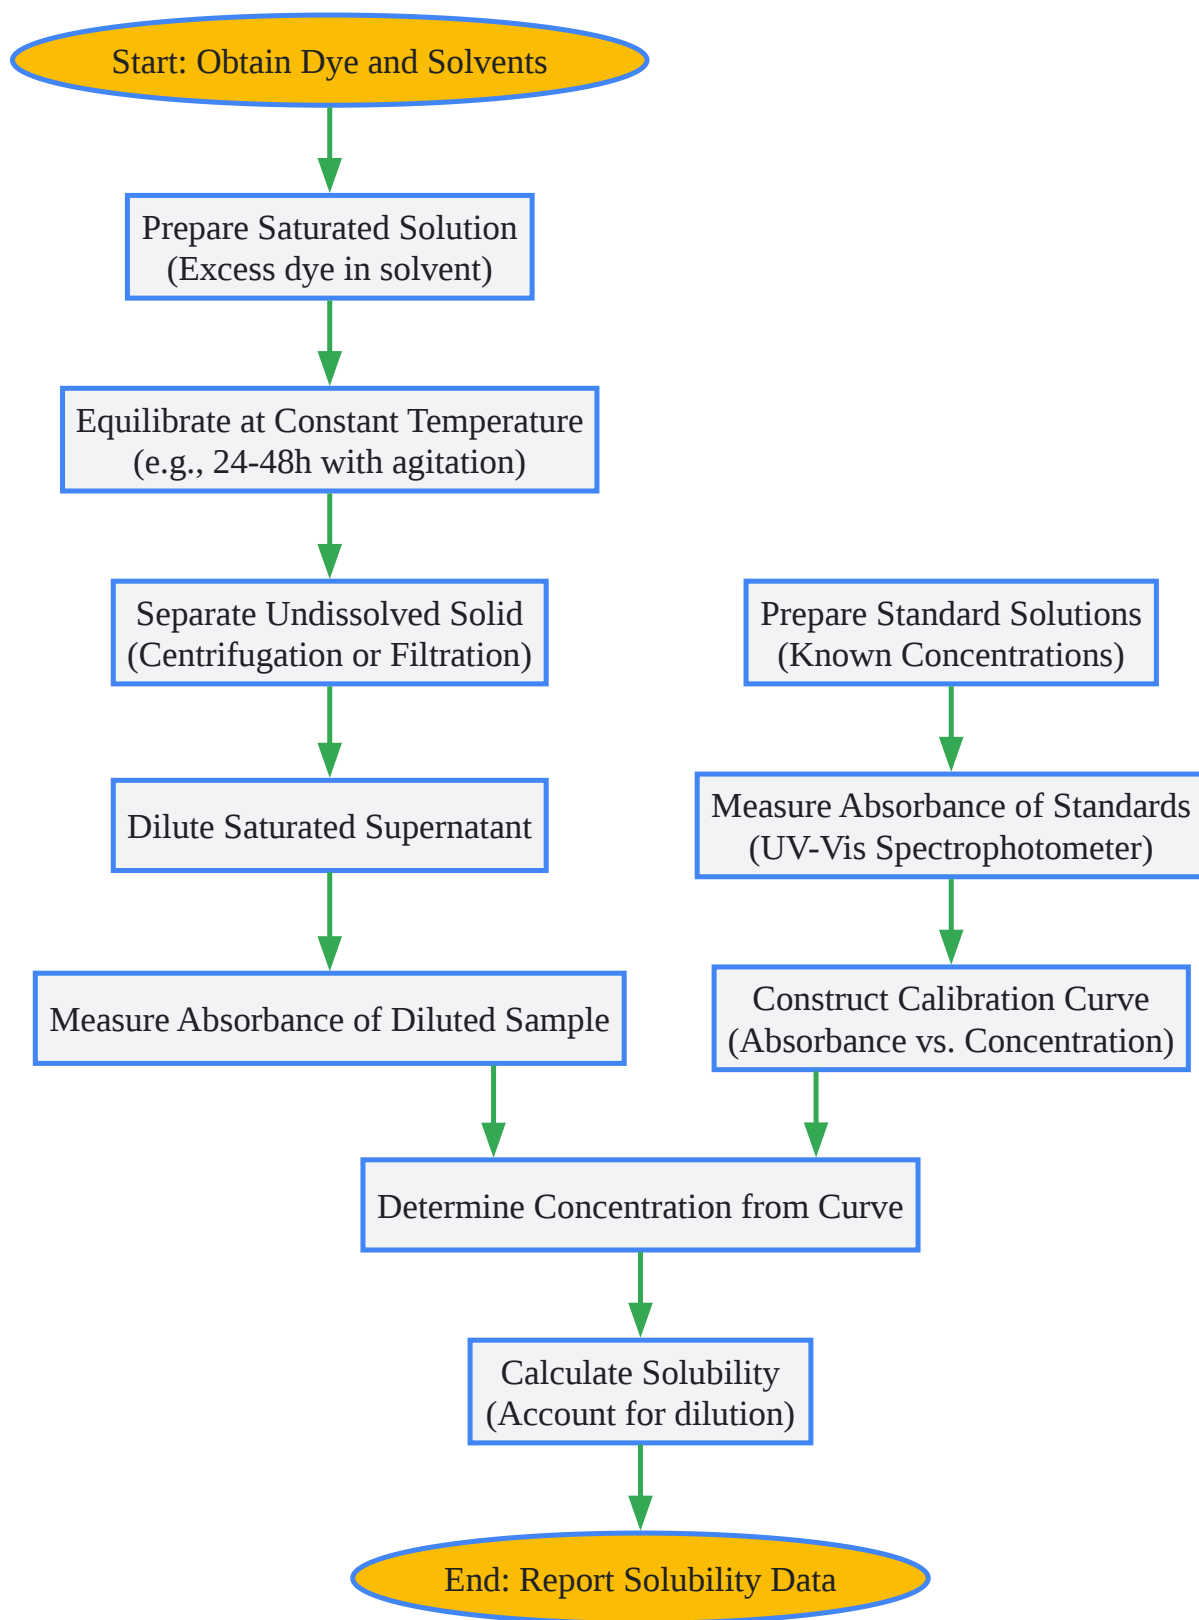 Start: Obtain Dye and Solvents
Prepare Saturated Solution
(Excess dye in solvent)
Equilibrate at Constant Temperature
(e.g., 24-48h with agitation)
Separate Undissolved Solid
(Centrifugation or Filtration)
Dilute Saturated Supernatant
Measure Absorbance of Diluted Sample
Prepare Standard Solutions
(Known Concentrations)
Measure Absorbance of Standards
(UV-Vis Spectrophotometer)
Construct Calibration Curve
(Absorbance vs. Concentration)
Determine Concentration from Curve
Calculate Solubility
(Account for dilution)
End: Report Solubility Data